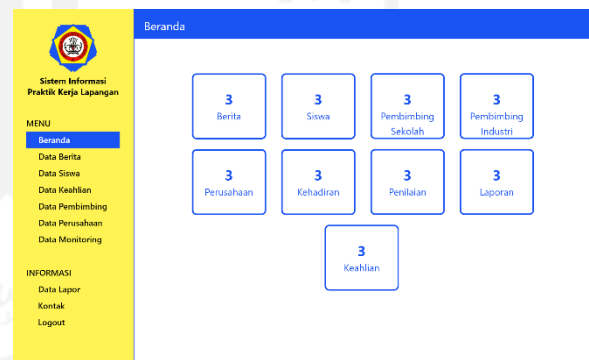 Beranda
Sistem Informasi
Praktik Kerja Lapangan
MENU
Beranda
Data Berita
Data Siswa
Data Keahlian
Data Pembimbing
Data Perusahaan
Data Monitoring
INFORMASI
Data Lapor
Kontak
Logout
3
Berita
3
Siswa
3
Pembimbing
Sekolah
3
Pembimbing
Industri
3
Perusahaan
3
Kehadiran
3
Penilaian
3
Laporan
3
Keahlian